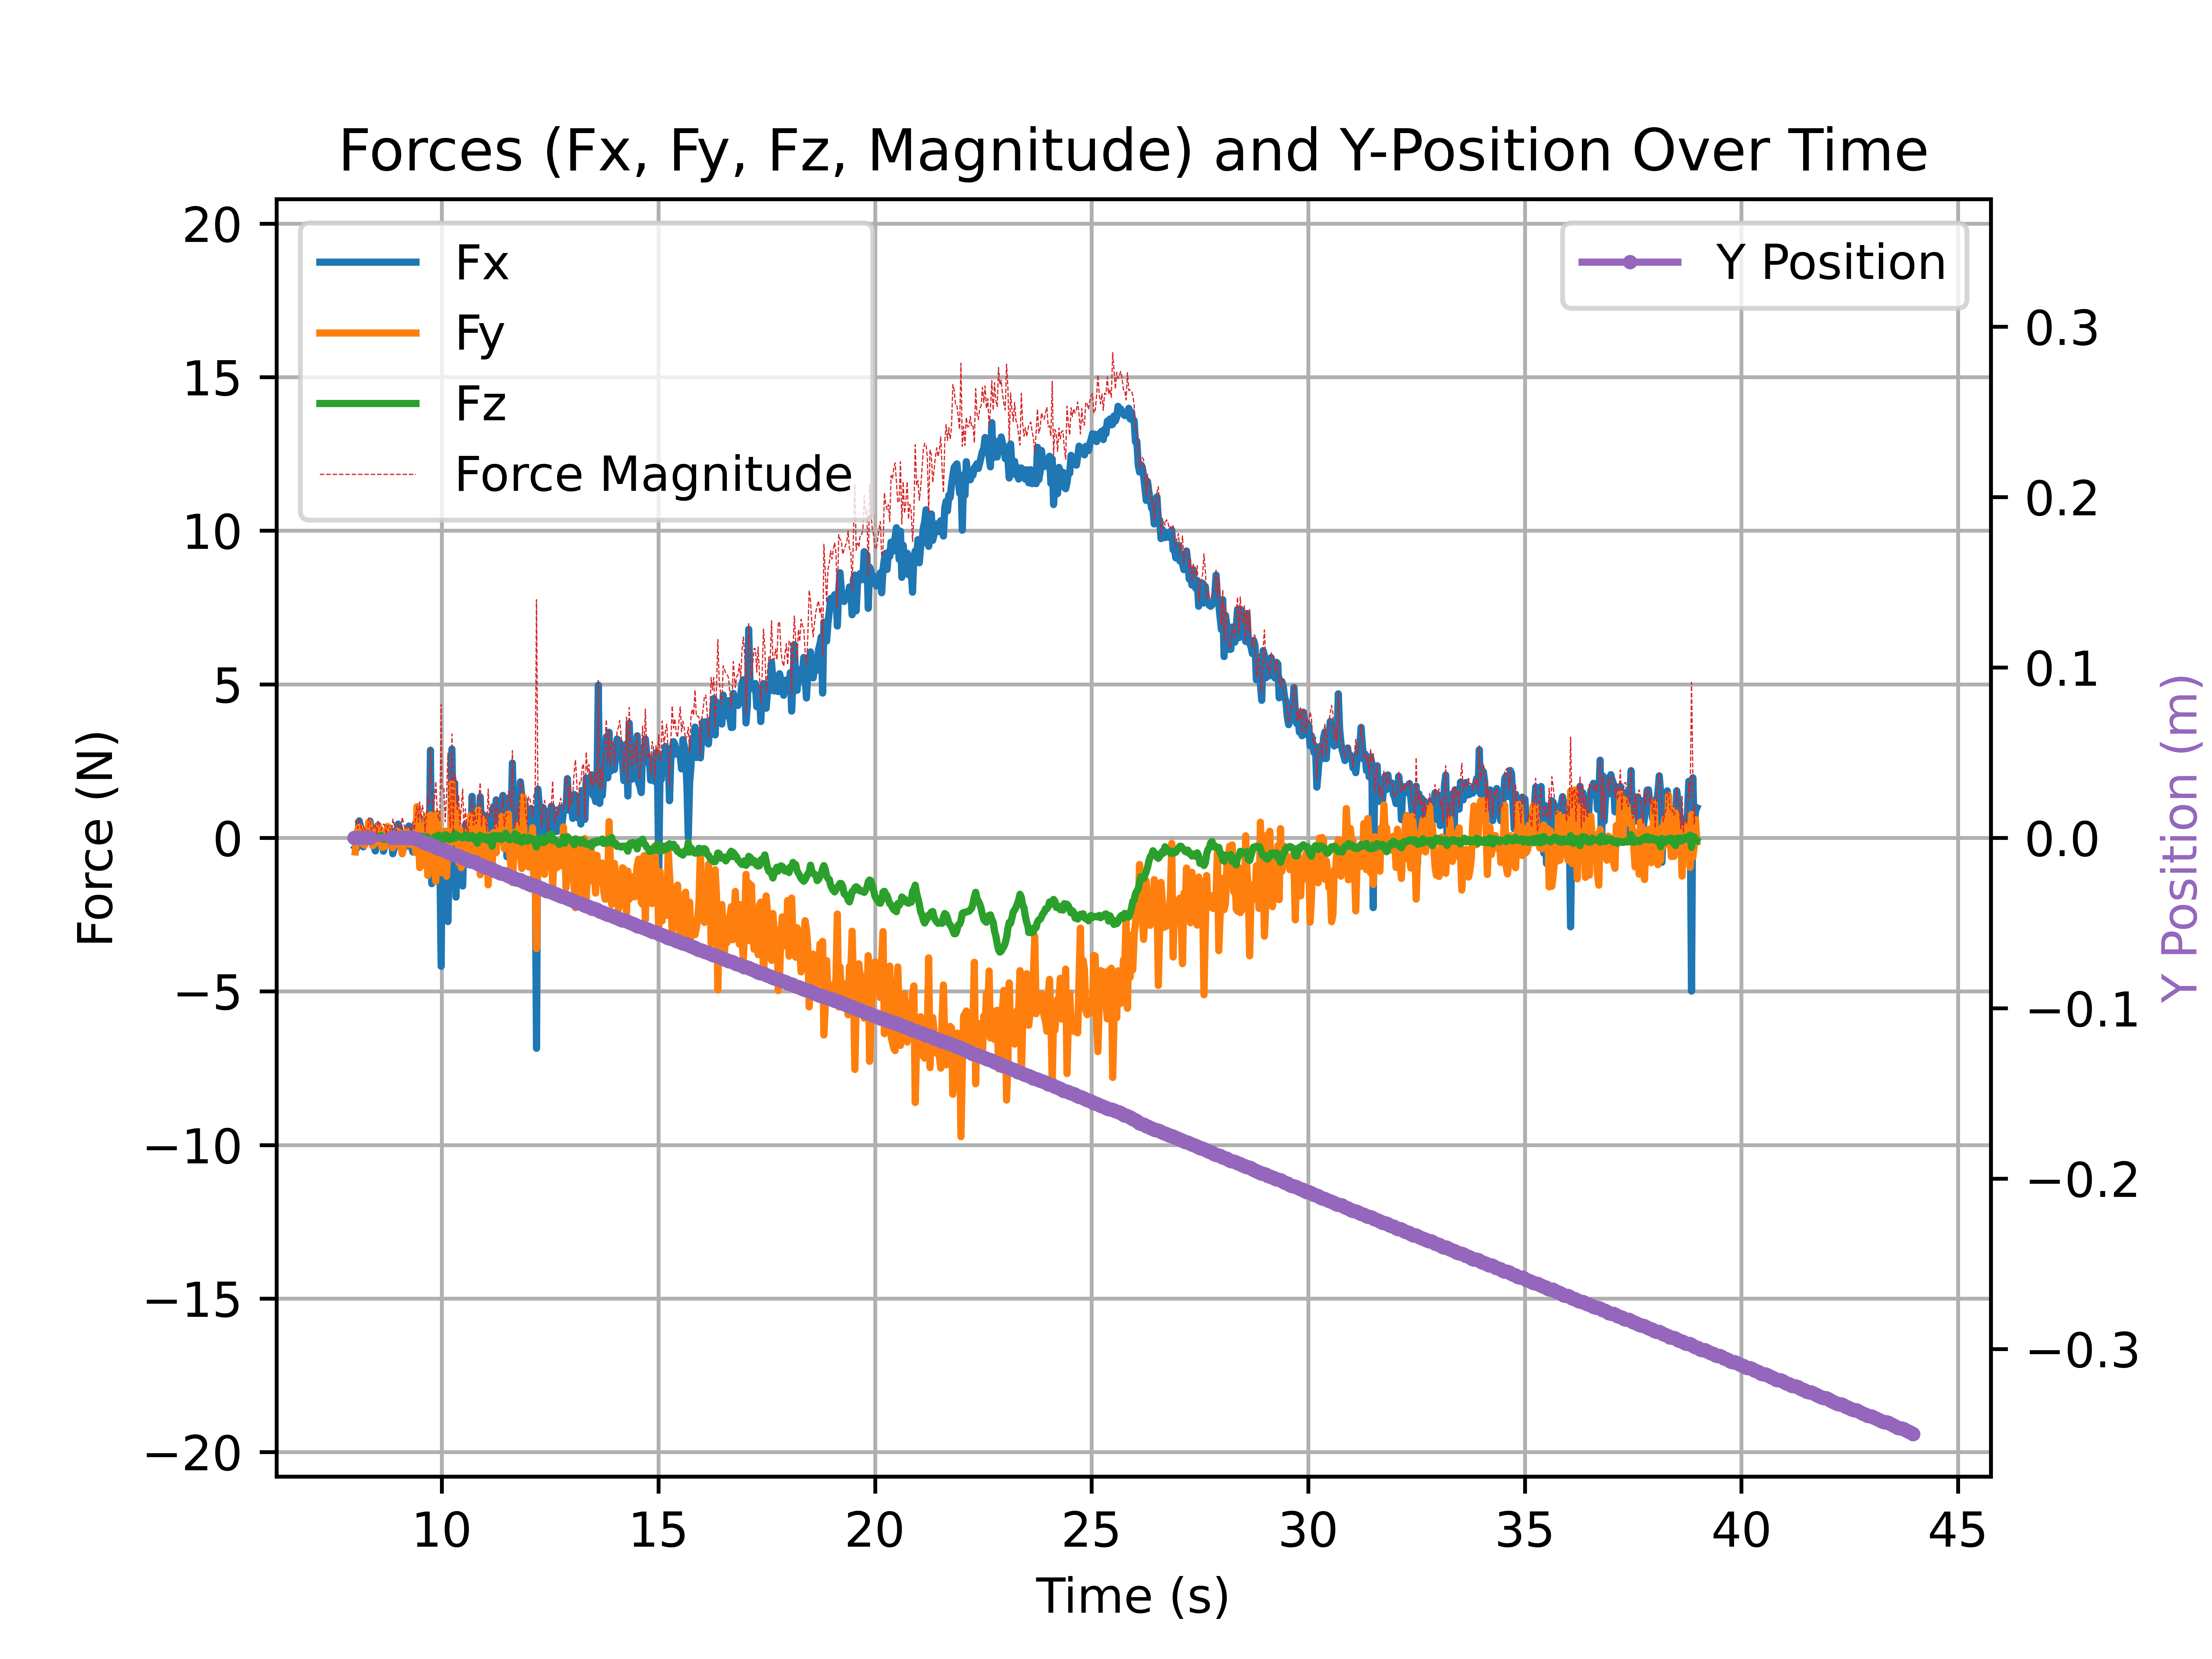 Forces (Fx, Fy, Fz, Magnitude) and Y-Position Over Time
Fx
Fy
Fz
Force Magnitude
Y Position
20
15
10
5
0
−5
−10
−15
−20
Force (N)
0.3
0.2
0.1
0.0
−0.1
−0.2
−0.3
Y Position (m)
10 15 20 25 30 35 40 45
Time (s)